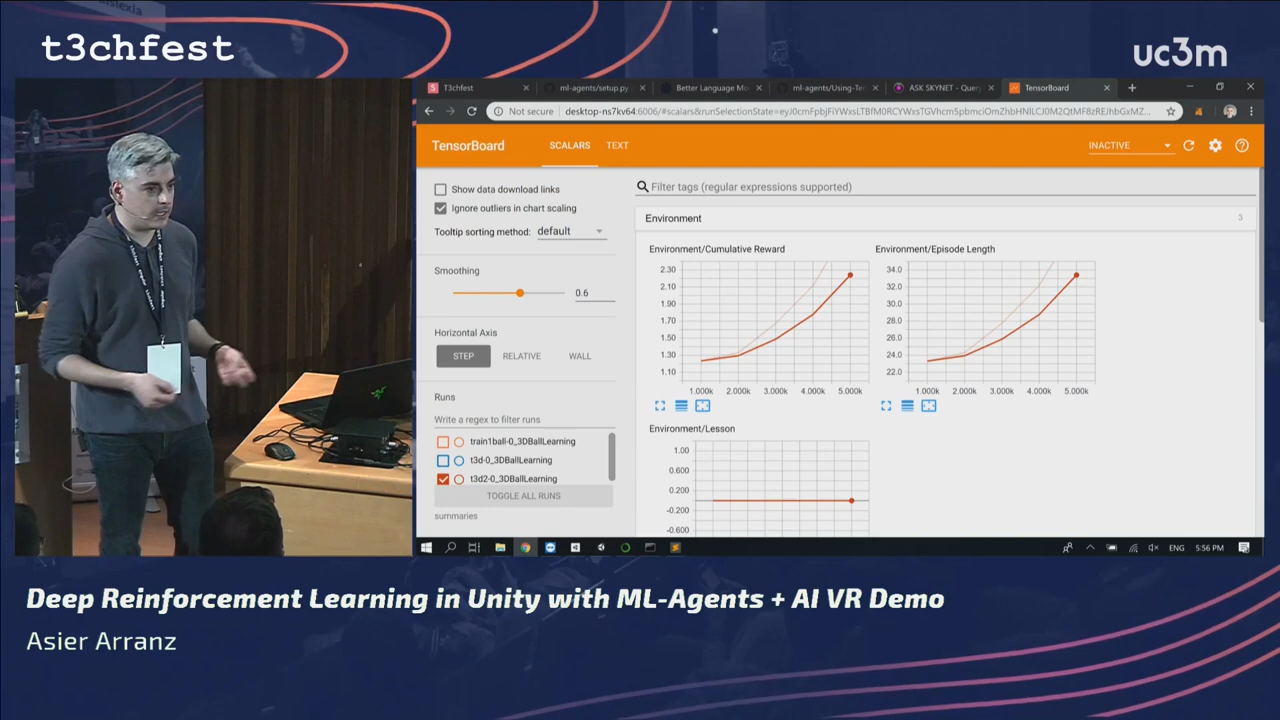 t3chfest
uc3m
T3chfest
ml-agents/setup.py
Better Language Mo
ml-agents/Using-Ten
ASK SKYNET - Query
TensorBoard
Not secure
desktop-ns7kv64:6006/#scalars&runSelectionState=
TensorBoard
SCALARS
TEXT
INACTIVE
Show data download links
Ignore outliers in chart scaling
Tooltip sorting method: default
Smoothing
0.6
Horizontal Axis
STEP
RELATIVE
WALL
Runs
Write a regex to filter runs
train1ball-0_3DBallLearning
t3d-0_3DBallLearning
t3d2-0_3DBallLearning
TOGGLE ALL RUNS
summaries
Filter tags (regular expressions supported)
Environment
3
Environment/Cumulative Reward
2.30
2.10
1.90
1.70
1.50
1.30
1.10
1.000k 2.000k 3.000k 4.000k 5.000k
Environment/Episode Length
34.0
32.0
30.0
28.0
26.0
24.0
22.0
1.000k 2.000k 3.000k 4.000k 5.000k
Environment/Lesson
1.00
0.600
0.200
-0.200
-0.600
ENG
5:56 PM
Deep Reinforcement Learning in Unity with ML-Agents + AI VR Demo
Asier Arranz